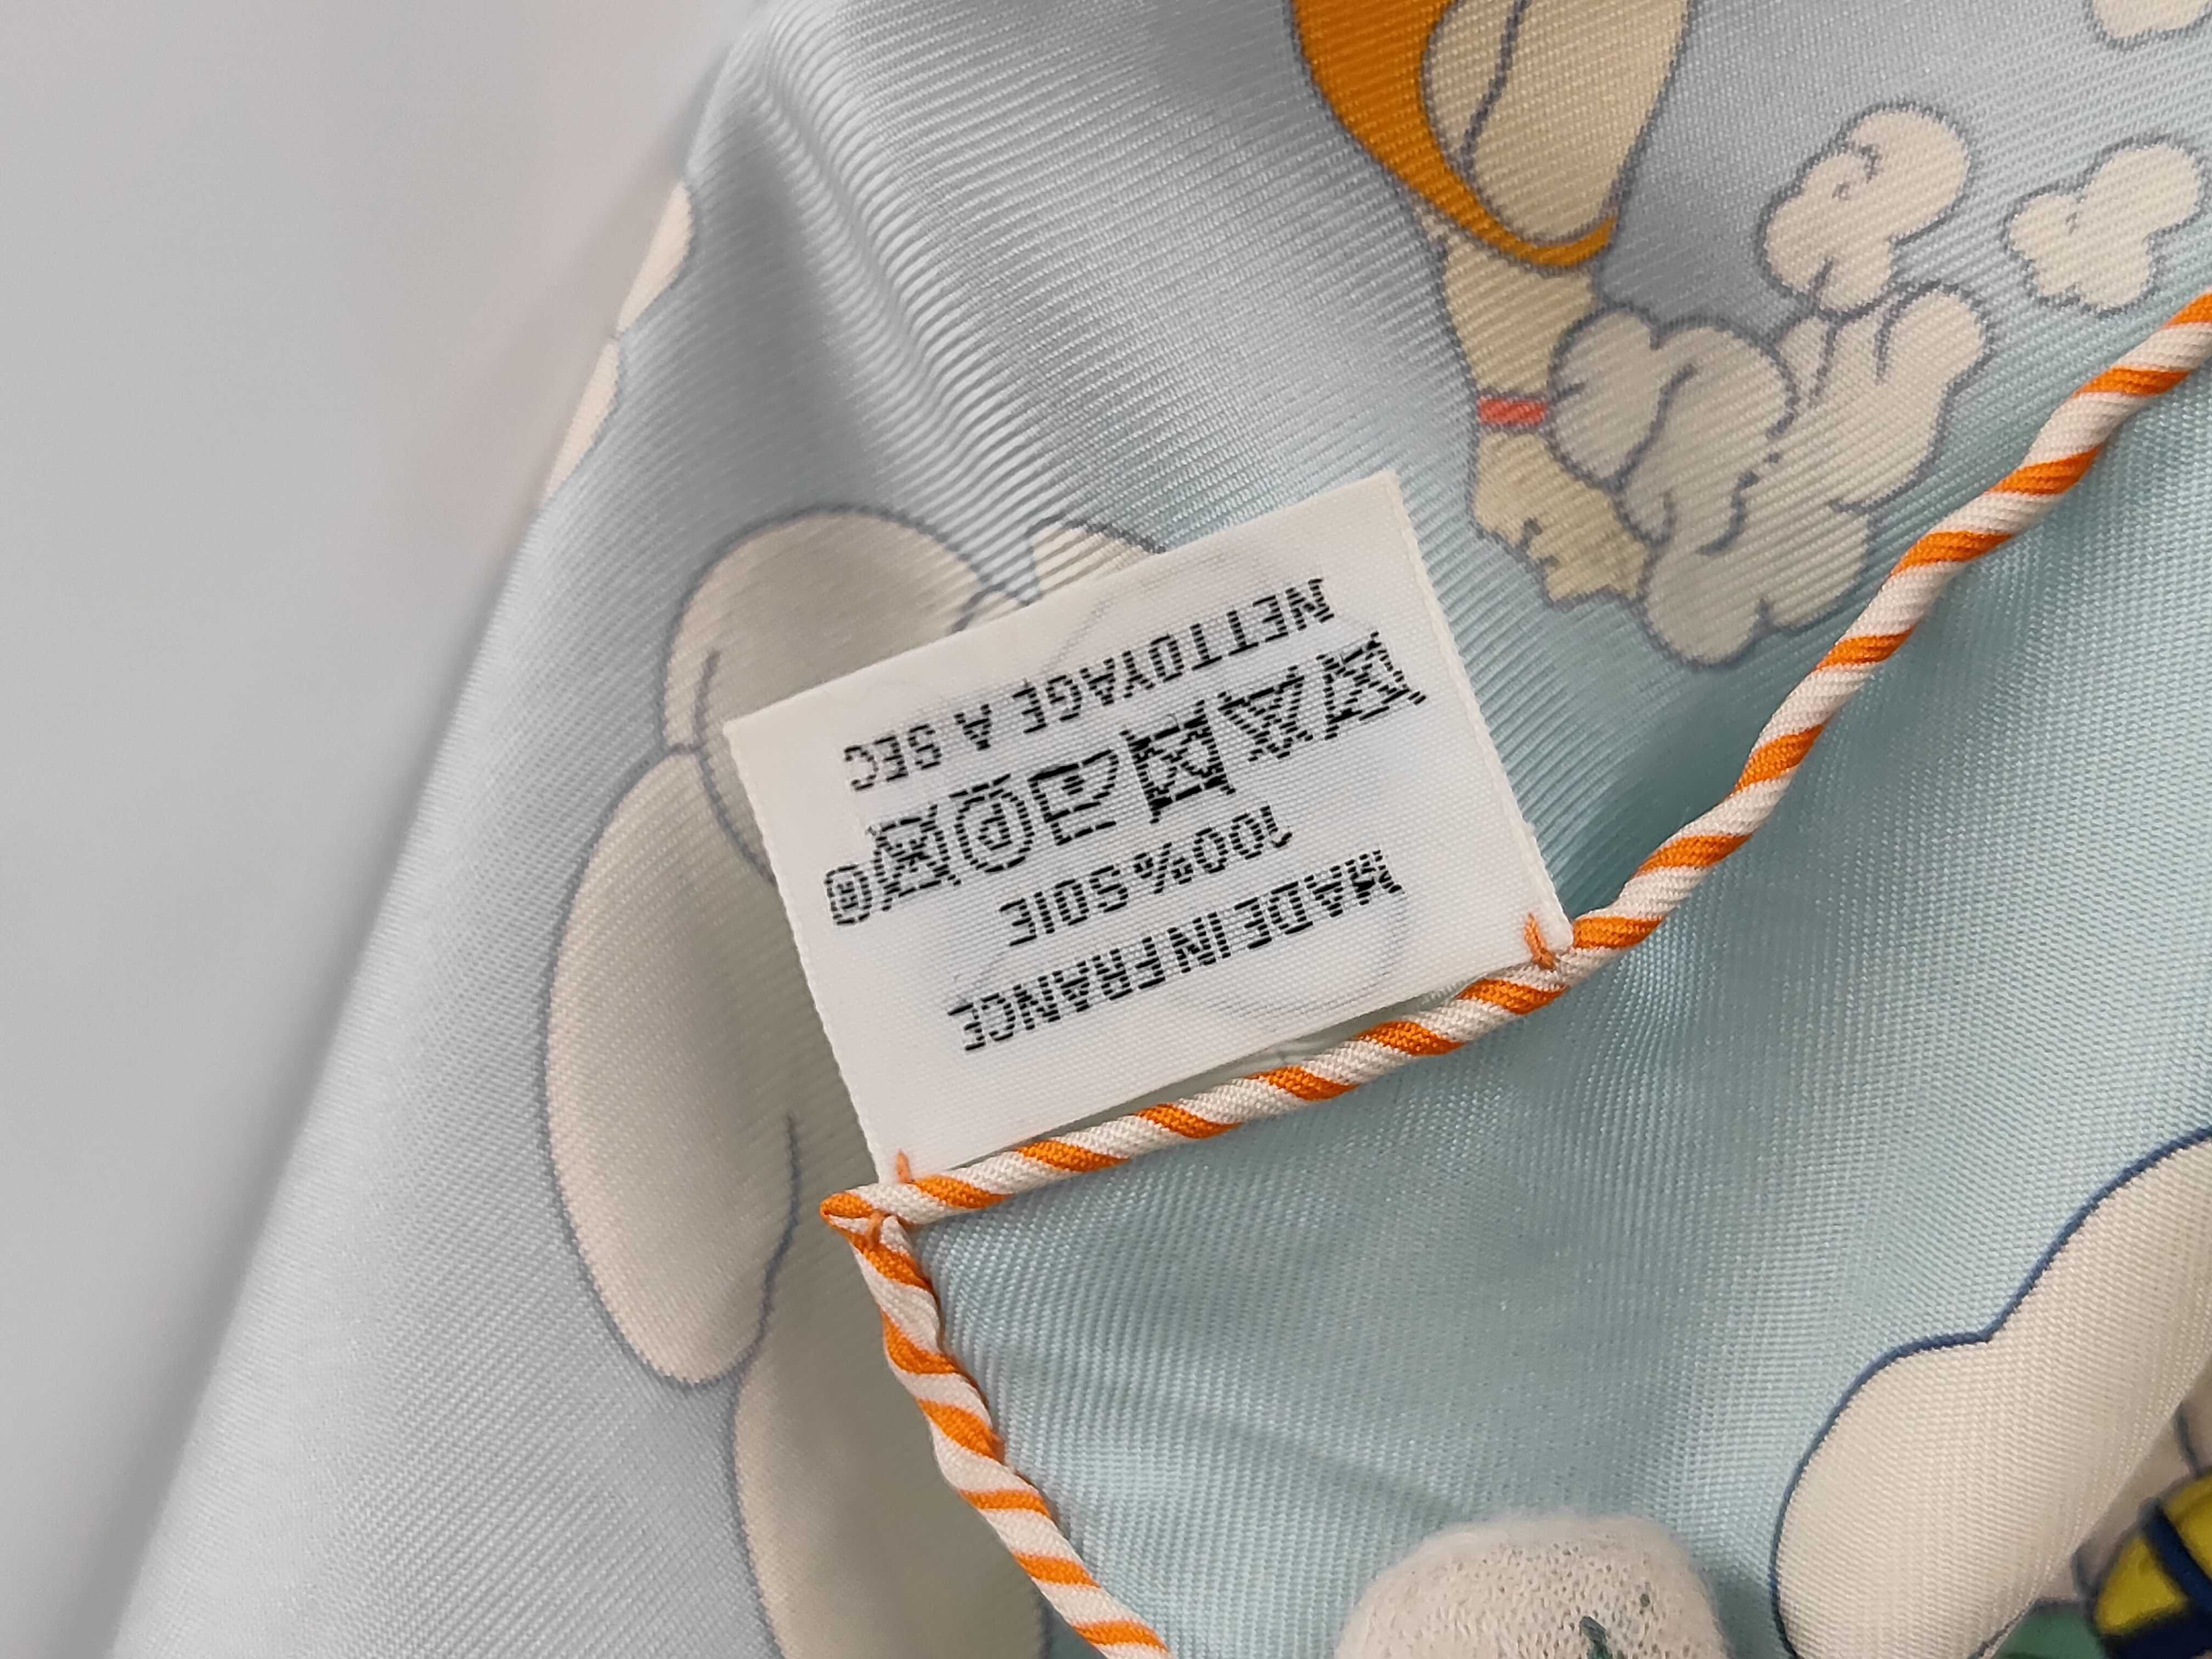 MADE IN FRANCE
100% SOIE
P ®
NETTOYAGE A SEC